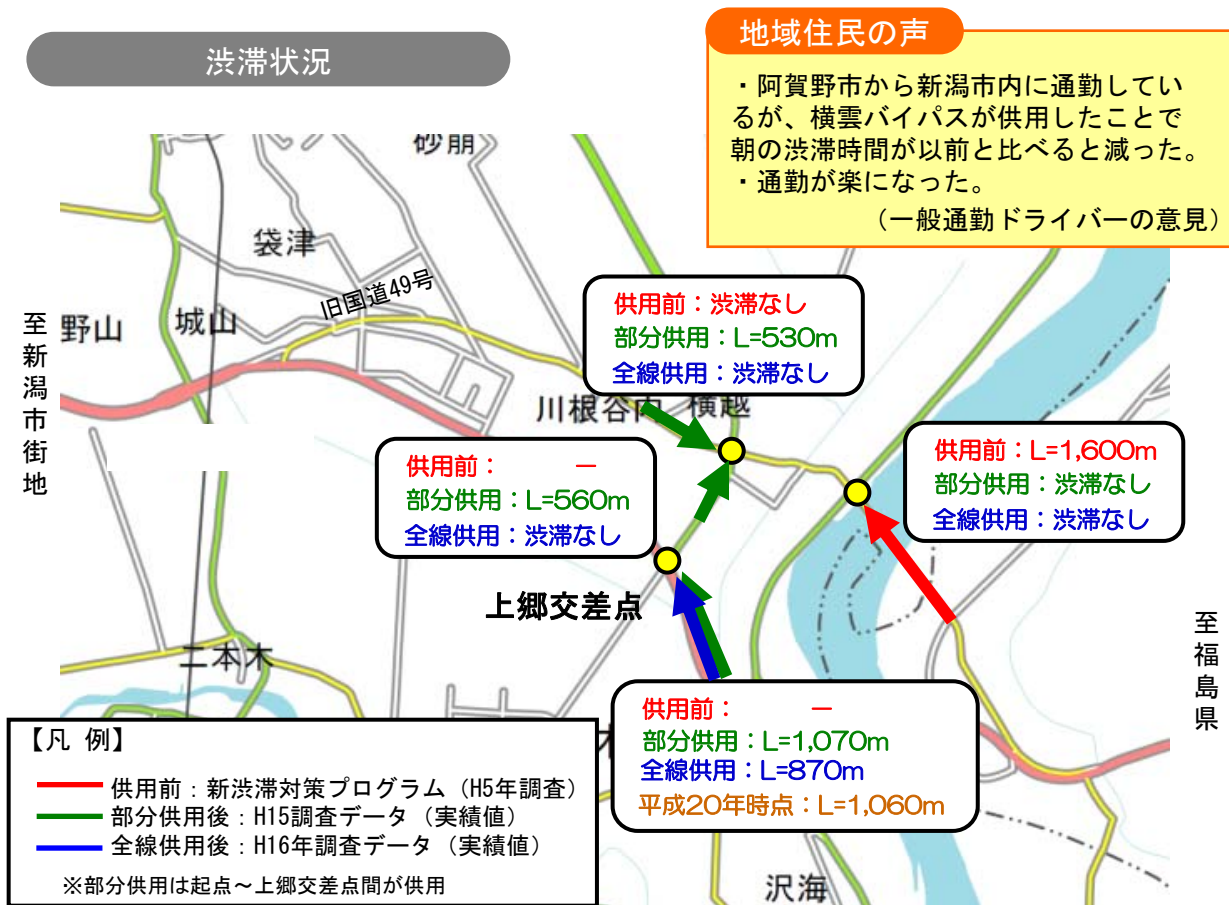 渋滞状況
地域住民の声
・阿賀野市から新潟市内に通勤してい
るが、横雲バイパスが供用したことで
朝の渋滞時間が以前と比べると減った。
・通勤が楽になった。
（一般通勤ドライバーの意見）
砂崩
袋津
旧国道49号
城山
野山
至新潟市街地
供用前：渋滞なし
部分供用：L=530m
全線供用：渋滞なし
川根谷内
横越
供用前：　－
部分供用：L=560m
全線供用：渋滞なし
供用前：L=1,600m
部分供用：渋滞なし
全線供用：渋滞なし
上郷交差点
至福島県
二本木
供用前：　－
部分供用：L=1,070m
全線供用：L=870m
平成20年時点：L=1,060m
【凡 例】
供用前：新渋滞対策プログラム（H5年調査）
部分供用後：H15調査データ（実績値）
全線供用後：H16年調査データ（実績値）
※部分供用は起点～上郷交差点間が供用
沢海